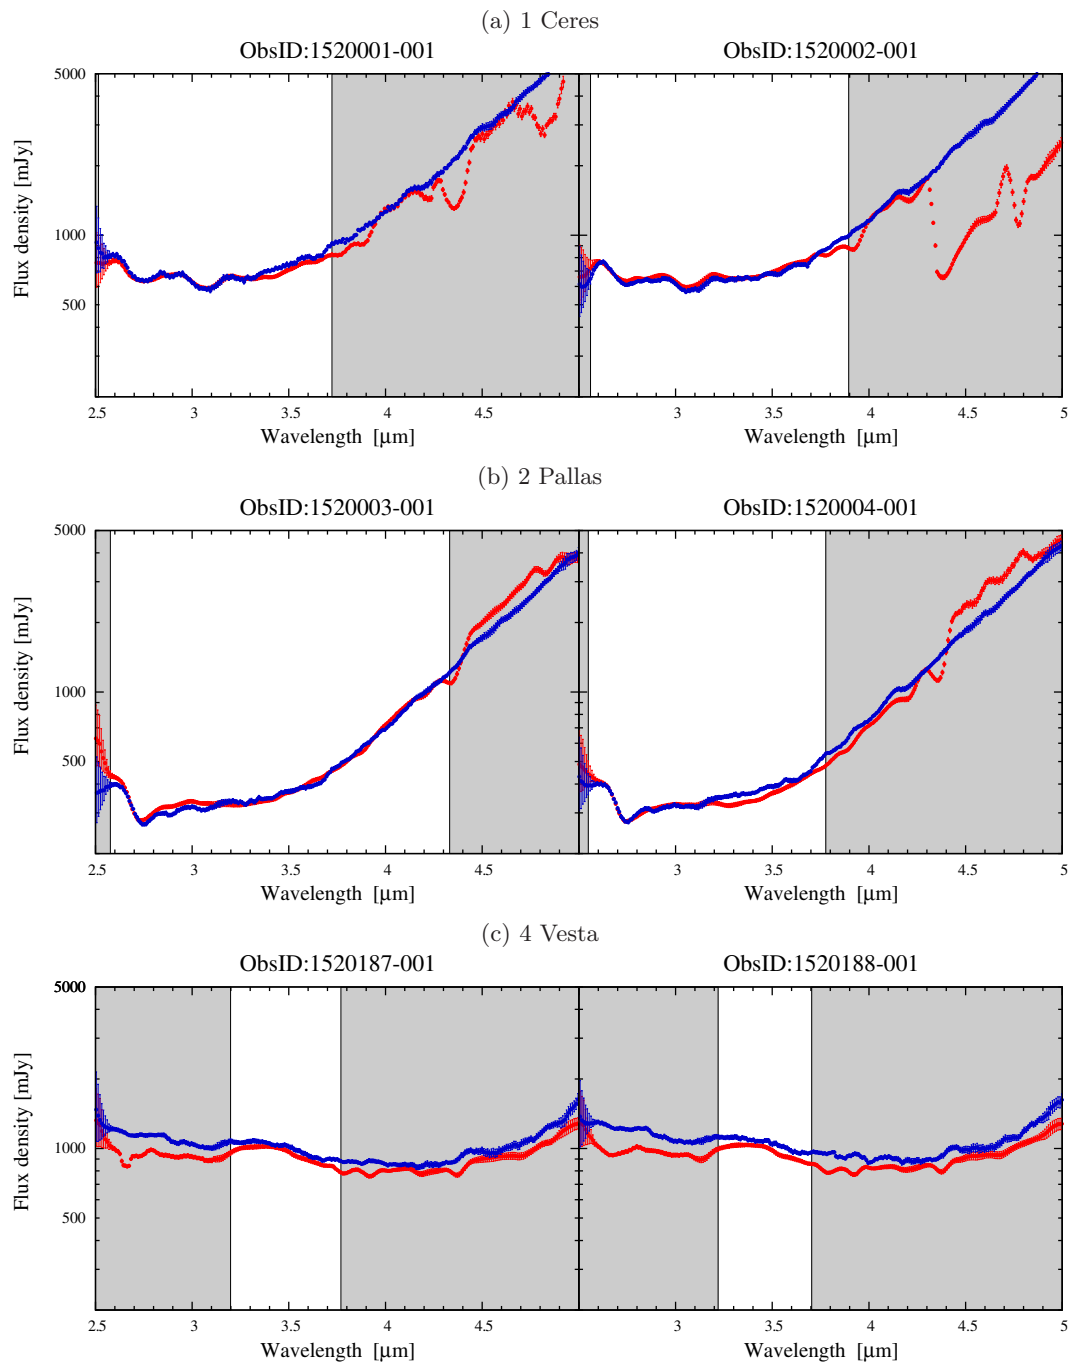 (a) 1 Ceres
ObsID:1520001-001 ObsID:1520002-001
5000
1000
500
Flux density [mJy]
2.5 3 3.5 4 4.5 3 3.5 4 4.5 5
Wavelength [μm] Wavelength [μm]
(b) 2 Pallas
ObsID:1520003-001 ObsID:1520004-001
5000
1000
500
Flux density [mJy]
2.5 3 3.5 4 4.5 3 3.5 4 4.5 5
Wavelength [μm] Wavelength [μm]
(c) 4 Vesta
ObsID:1520187-001 ObsID:1520188-001
5000
1000
500
Flux density [mJy]
2.5 3 3.5 4 4.5 3 3.5 4 4.5 5
Wavelength [μm] Wavelength [μm]